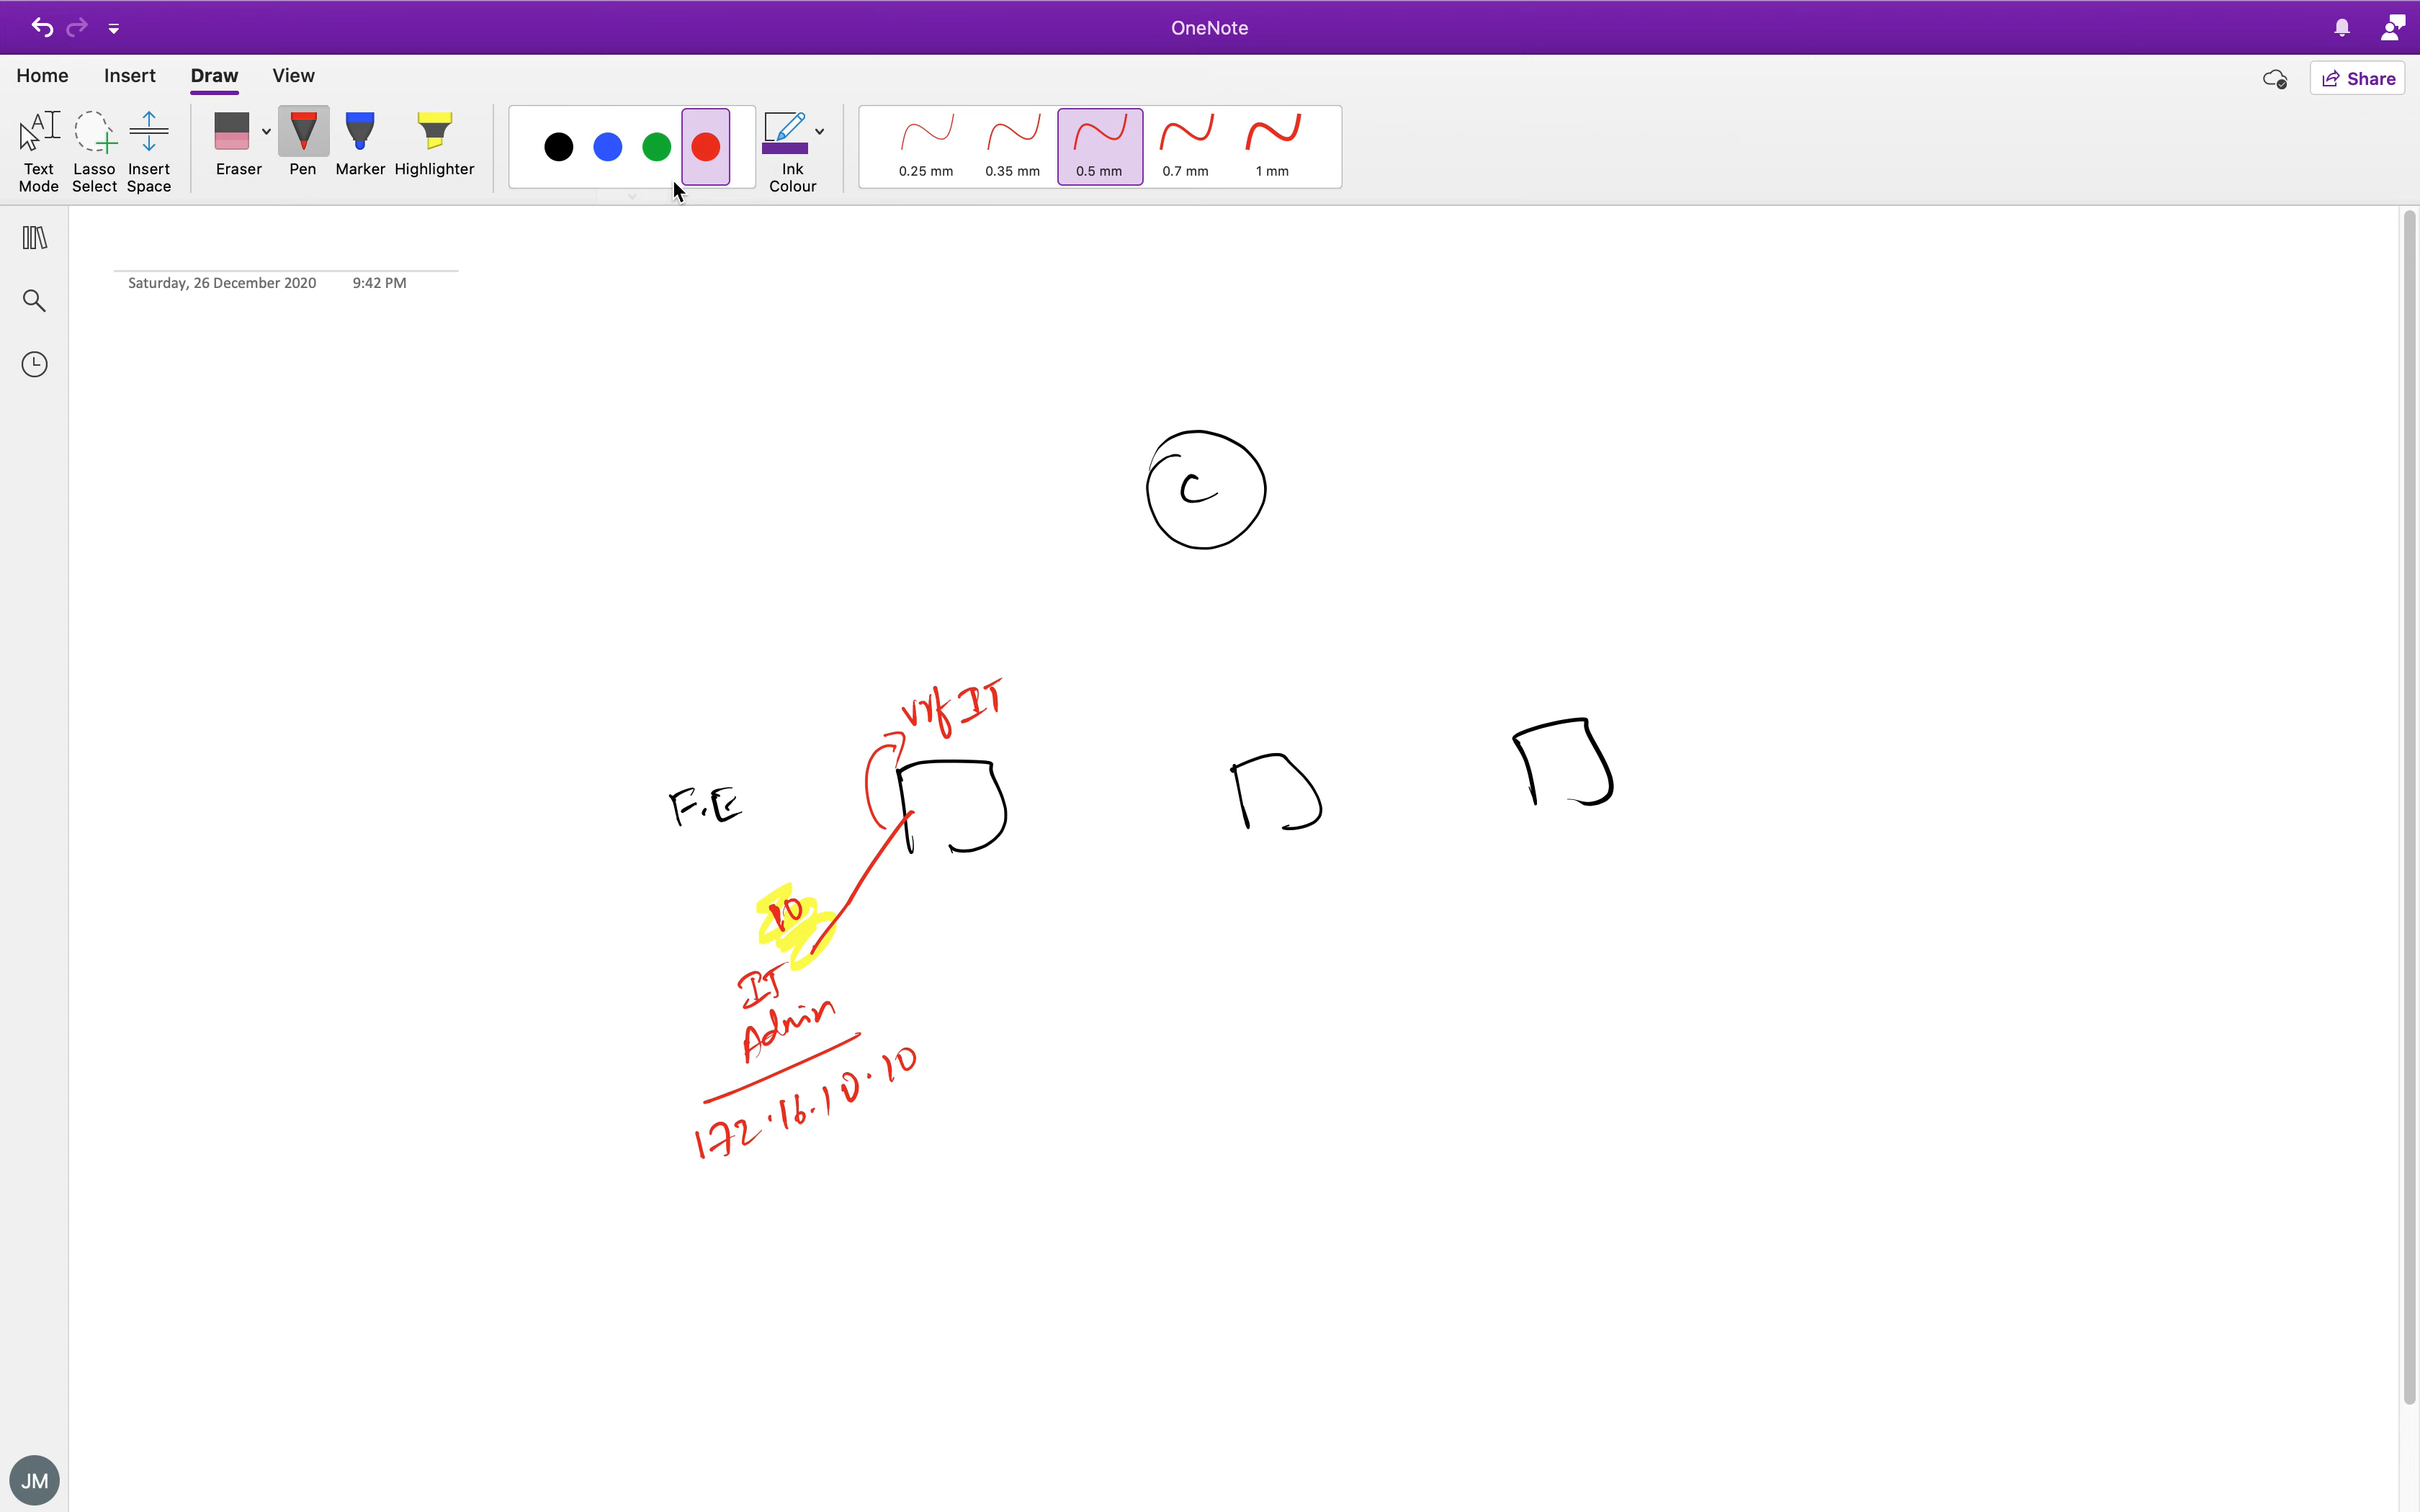 OneNote
Home Insert Draw View
Share
Text Mode
Lasso Select
Insert Space
Eraser
Pen
Marker
Highlighter
Ink Colour
0.25 mm
0.35 mm
0.5 mm
0.7 mm
1 mm
Saturday, 26 December 2020 9:42 PM
C
vrf IT
F.E
10
IT
Admin
172.16.10.10
JM